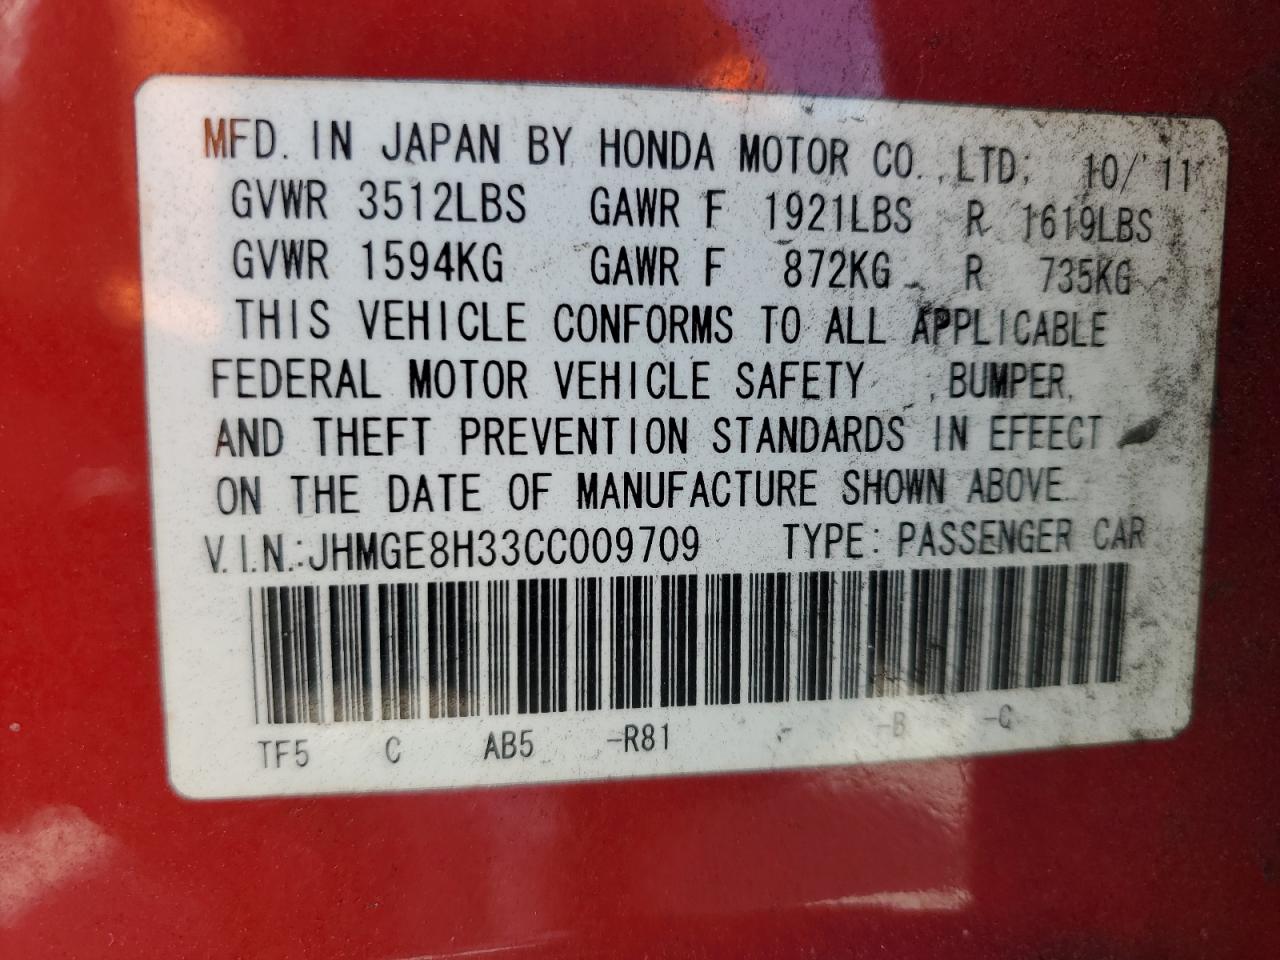 MFD. IN JAPAN BY HONDA MOTOR CO., LTD; 10/'11
GVWR 3512LBS GAWR F 1921LBS R 1619LBS
GVWR 1594KG GAWR F 872KG R 735KG
THIS VEHICLE CONFORMS TO ALL APPLICABLE
FEDERAL MOTOR VEHICLE SAFETY , BUMPER,
AND THEFT PREVENTION STANDARDS IN EFFECT
ON THE DATE OF MANUFACTURE SHOWN ABOVE.
V.I.N.:JHMGE8H33CC009709 TYPE: PASSENGER CAR
TF5 C AB5 -R81 - -B -C